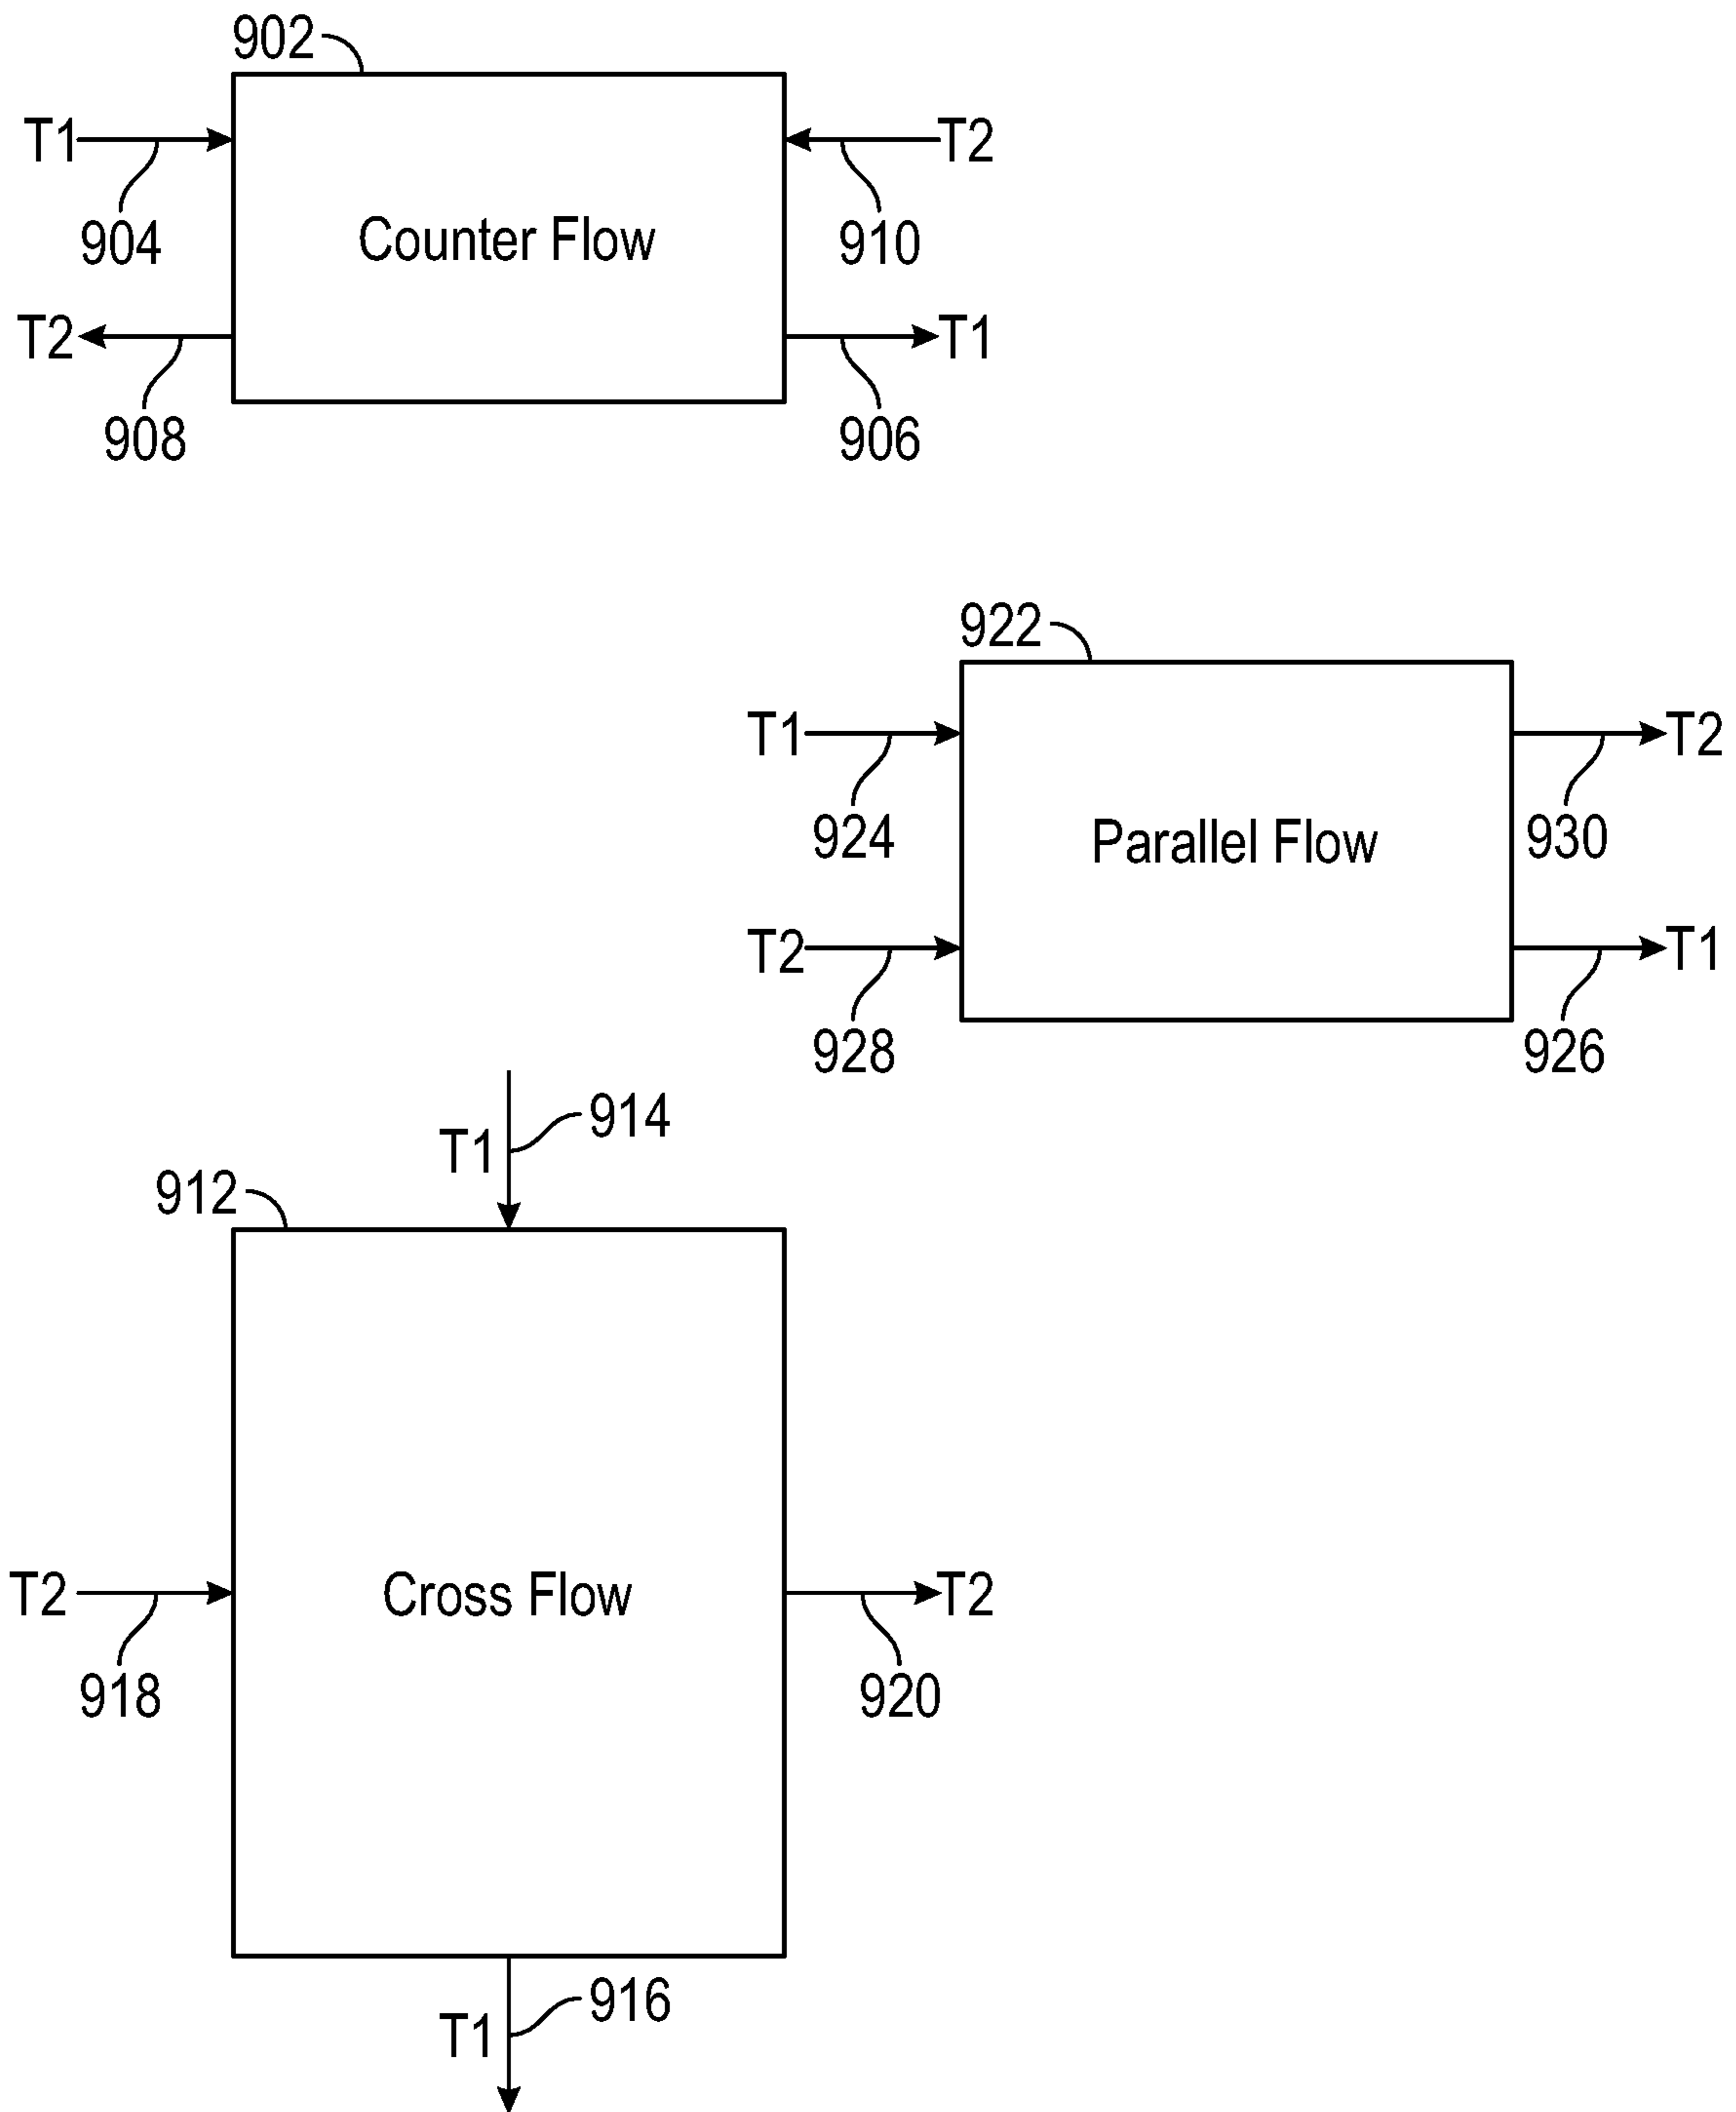 902
T1
T2
904
Counter Flow
910
T2
T1
908
906
922
T1
T2
924
Parallel Flow
930
T2
T1
928
926
914
T1
912
T2
Cross Flow
T2
918
920
916
T1